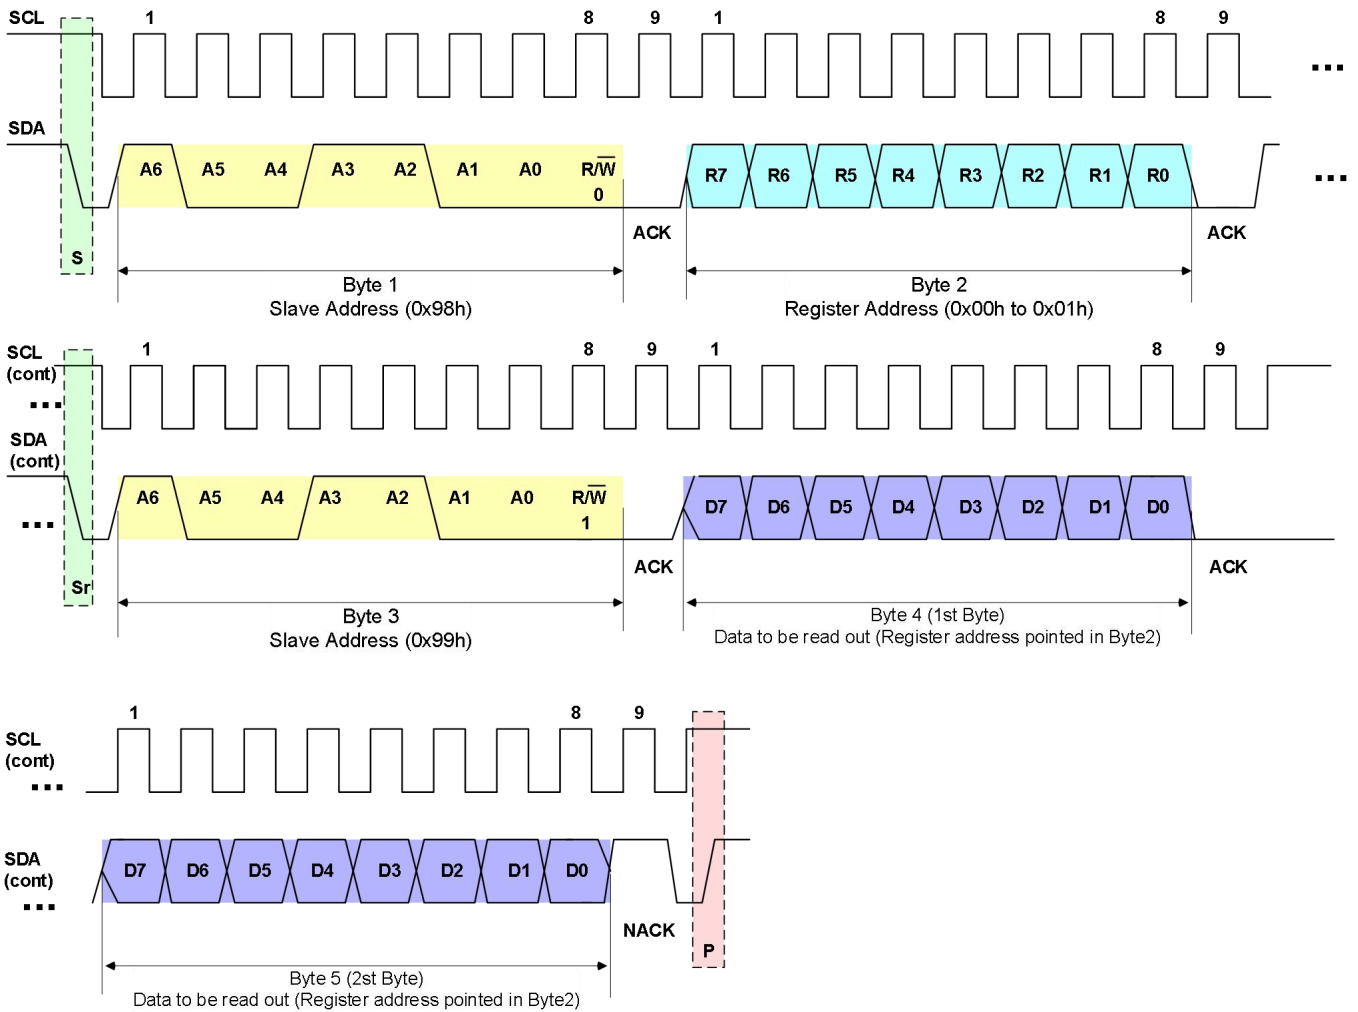 SCL 1 8 9 1 8 9
...
SDA
A6 A5 A4 A3 A2 A1 A0 R/W̅ R7 R6 R5 R4 R3 R2 R1 R0 ...
0
S ACK ACK
Byte 1 Byte 2
Slave Address (0x98h) Register Address (0x00h to 0x01h)
SCL 1 8 9 1 8 9
(cont)
...
SDA
(cont)
A6 A5 A4 A3 A2 A1 A0 R/W̅ D7 D6 D5 D4 D3 D2 D1 D0
... 1
Sr ACK ACK
Byte 3 Byte 4 (1st Byte)
Slave Address (0x99h) Data to be read out (Register address pointed in Byte2)
1 8 9
SCL
(cont)
...
SDA D7 D6 D5 D4 D3 D2 D1 D0
(cont)
...
NACK P
Byte 5 (2st Byte)
Data to be read out (Register address pointed in Byte2)